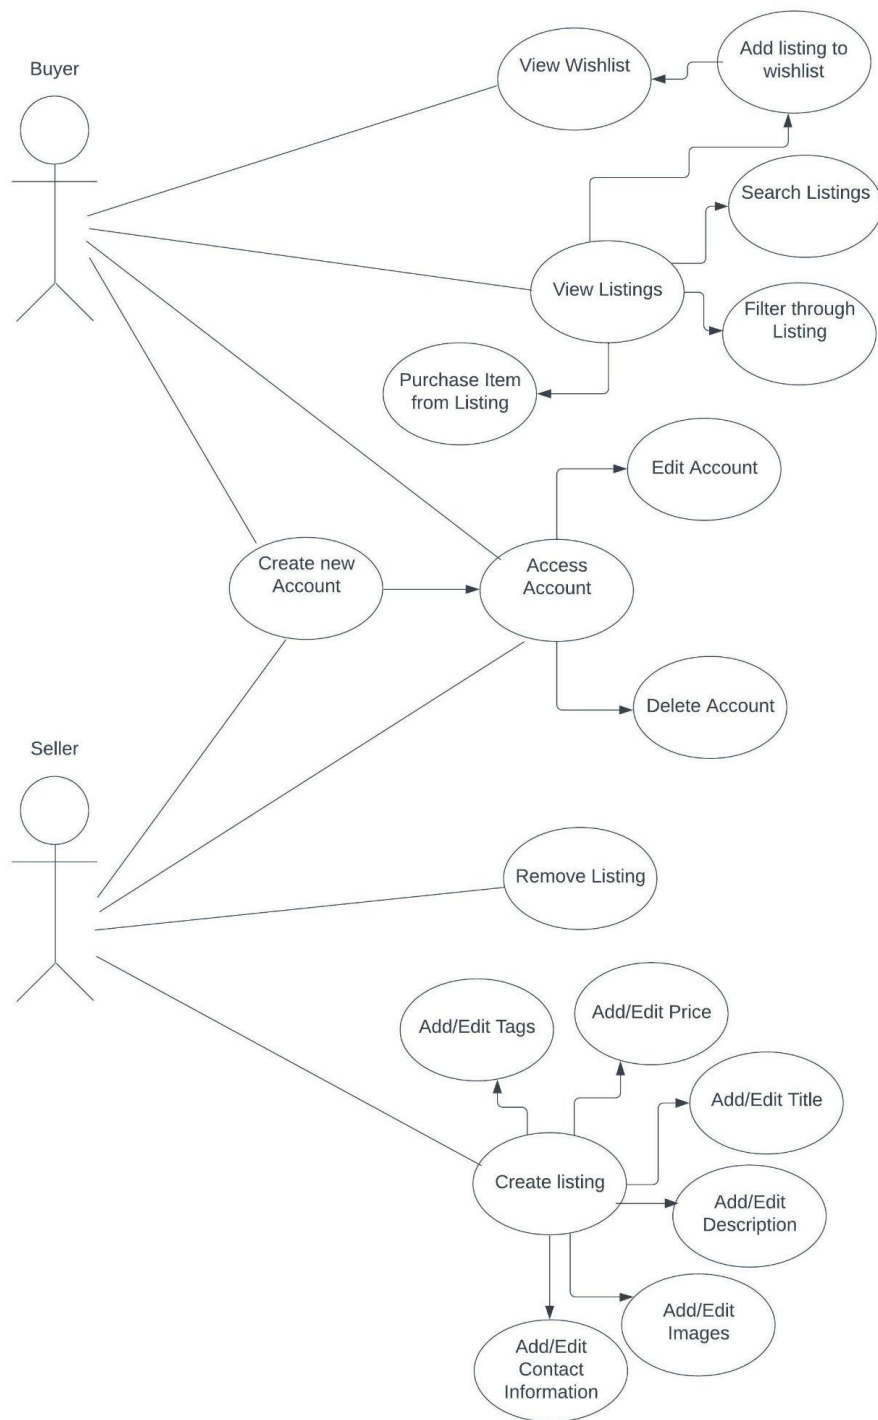 Buyer
View Wishlist
Add listing to
wishlist
Search Listings
View Listings
Filter through
Listing
Purchase Item
from Listing
Edit Account
Create new
Account
Access
Account
Delete Account
Seller
Remove Listing
Add/Edit Tags
Add/Edit Price
Add/Edit Title
Create listing
Add/Edit
Description
Add/Edit
Images
Add/Edit
Contact
Information